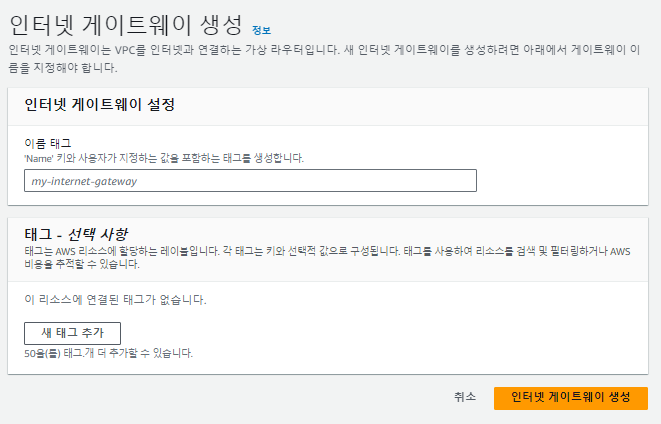 인터넷 게이트웨이 생성 정보
인터넷 게이트웨이는 VPC를 인터넷과 연결하는 가상 라우터입니다. 새 인터넷 게이트웨이를 생성하려면 아래에서 게이트웨이 이
름을 지정해야 합니다.
인터넷 게이트웨이 설정
이름 태그
'Name' 키와 사용자가 지정하는 값을 포함하는 태그를 생성합니다.
my-internet-gateway
태그 - 선택 사항
태그는 AWS 리소스에 할당하는 레이블입니다. 각 태그는 키와 선택적 값으로 구성됩니다. 태그를 사용하여 리소스를 검색 및 필터링하거나 AWS
비용을 추적할 수 있습니다.
이 리소스에 연결된 태그가 없습니다.
새 태그 추가
50을(를) 태그.개 더 추가할 수 있습니다.
취소 인터넷 게이트웨이 생성